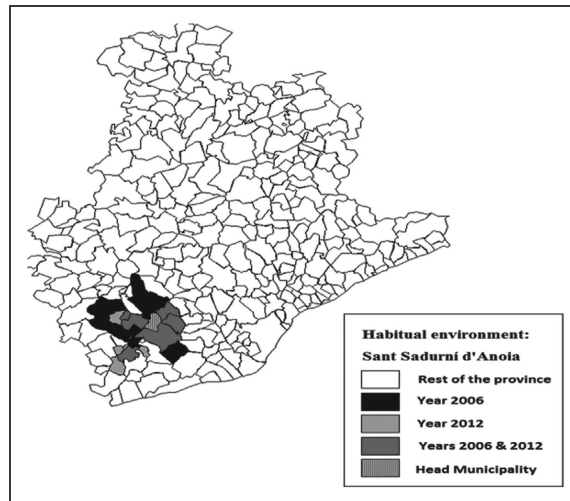 Habitual environment:
Sant Sadurní d'Anoia
Rest of the province
Year 2006
Year 2012
Years 2006 & 2012
Head Municipality